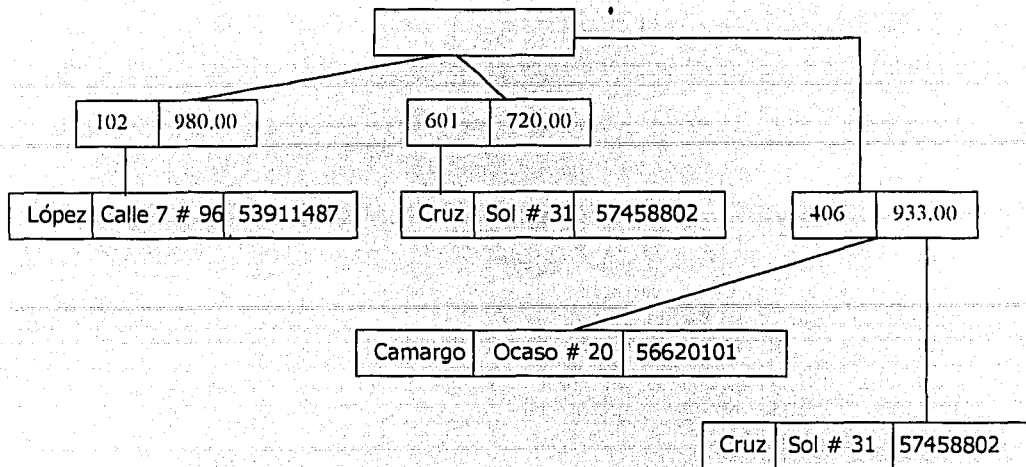 102 980.00 601 720.00
López Calle 7 # 96 53911487 Cruz Sol # 31 57458802 406 933.00
Camargo Ocaso # 20 56620101
Cruz Sol # 31 57458802